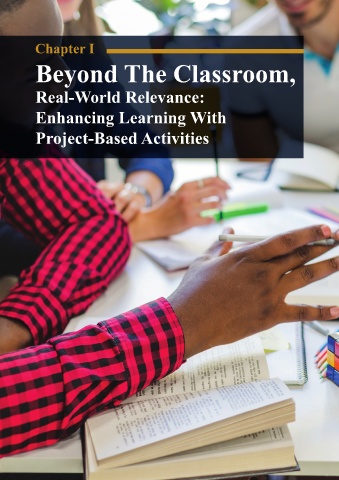 Chapter I
Beyond The Classroom,
Real-World Relevance:
Enhancing Learning With
Project-Based Activities